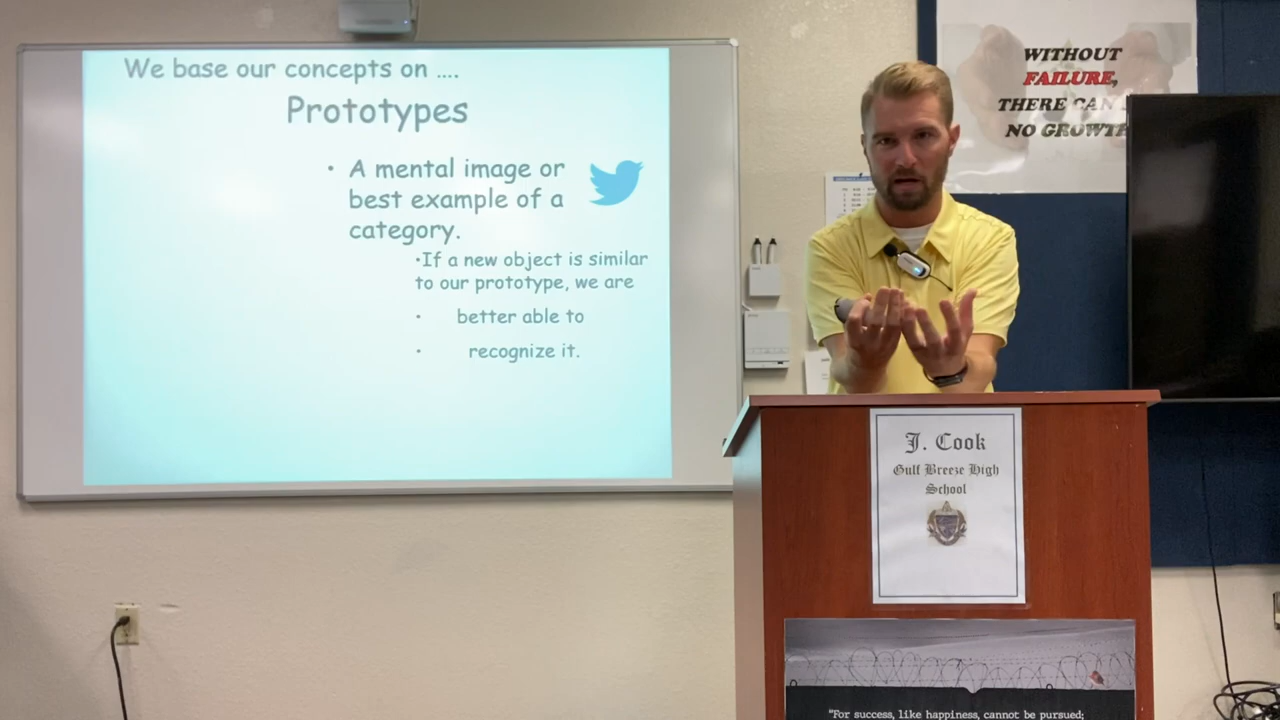 We base our concepts on ....
Prototypes
• A mental image or
best example of a
category.
•If a new object is similar
to our prototype, we are
• better able to
• recognize it.
WITHOUT
FAILURE,
THERE CAN
NO GROWTH
J. Cook
Gulf Breeze High
School
"For success, like happiness, cannot be pursued;